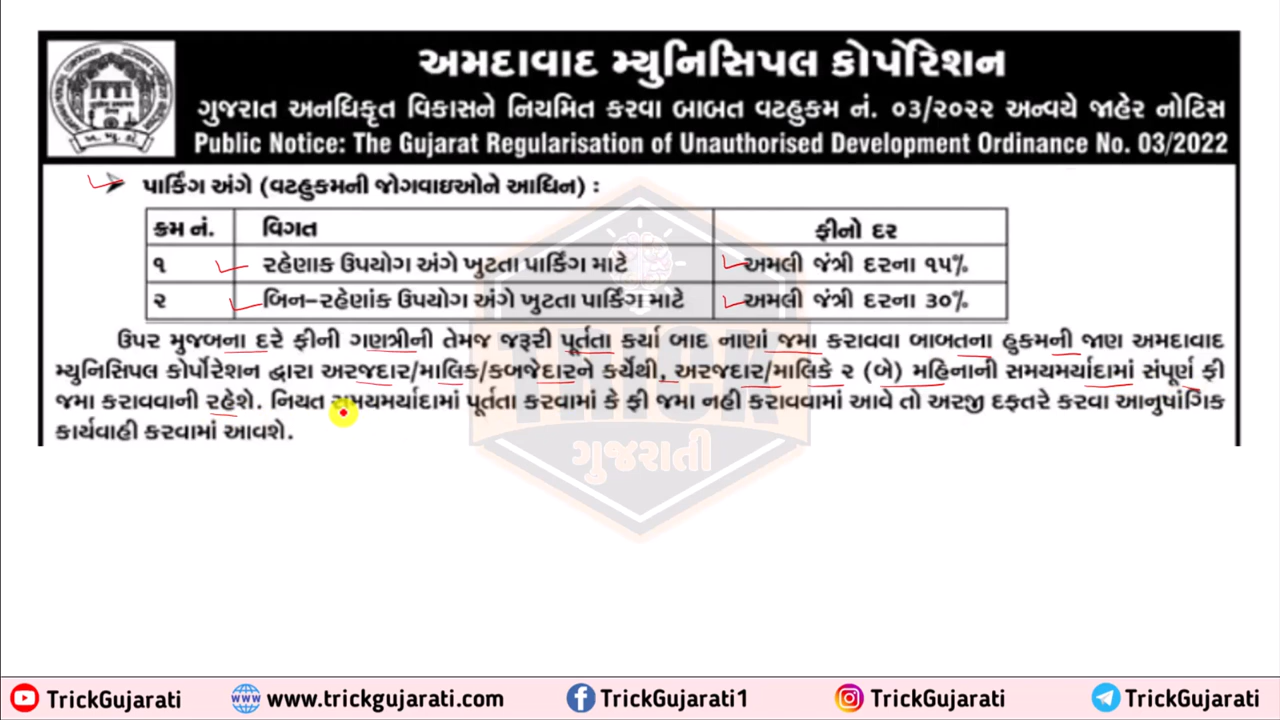 અમદાવાદ મ્યુનિસિપલ કોર્પોરેશન
ગુજરાત અનધિકૃત વિકાસને નિયમિત કરવા બાબત વટહુકમ નં. ૦૩/૨૦૨૨ અન્વયે જાહેર નોટિસ
Public Notice: The Gujarat Regularisation of Unauthorised Development Ordinance No. 03/2022
પાર્કિંગ અંગે (વટહુકમની જોગવાઇઓને આધિન) :
ક્રમ નં. વિગત ફીનો દર
૧ રહેણાક ઉપયોગ અંગે ખુટતા પાર્કિંગ માટે અમલી જંત્રી દરના ૧૫%
૨ બિન-રહેણાંક ઉપયોગ અંગે ખુટતા પાર્કિંગ માટે અમલી જંત્રી દરના ૩૦%
ઉપર મુજબના દરે ફીની ગણત્રીની તેમજ જરૂરી પૂર્તતા કર્યા બાદ નાણાં જમા કરાવવા બાબતના હુકમની જાણ અમદાવાદ
મ્યુનિસિપલ કોર્પોરેશન દ્વારા અરજદાર/માલિક/કબજેદારને કર્યેથી, અરજદાર/માલિકે ૨ (બે) મહિનાની સમયમર્યાદામાં સંપૂર્ણ ફી
જમા કરાવવાની રહેશે. નિયત સમયમર્યાદામાં પૂર્તતા કરવામાં કે ફી જમા નહી કરાવવામાં આવે તો અરજી દફતરે કરવા આનુષાંગિક
કાર્યવાહી કરવામાં આવશે.
TRICK
ગુજરાતી
TrickGujarati
www.trickgujarati.com
TrickGujarati1
TrickGujarati
TrickGujarati